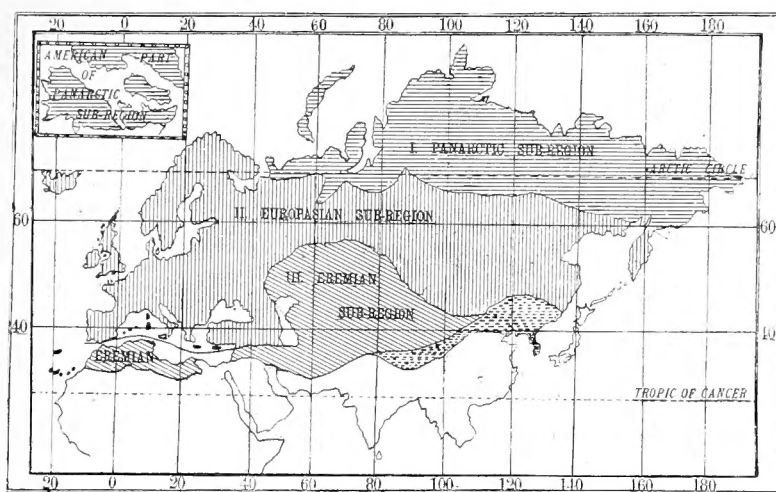 20 0 20 40 60 80 100 120 140 160 180
AMERICAN PART
OF
PANARCTIC
SUB-REGION
I. PANARCTIC SUB-REGION
ARCTIC CIRCLE
60 II. EUROPASIAN SUB-REGION 60
III. EREMIAN
SUB-REGION
40 40
EREMIAN
TROPIC OF CANCER
20 0 20 40 60 80 100 120 140 160 180